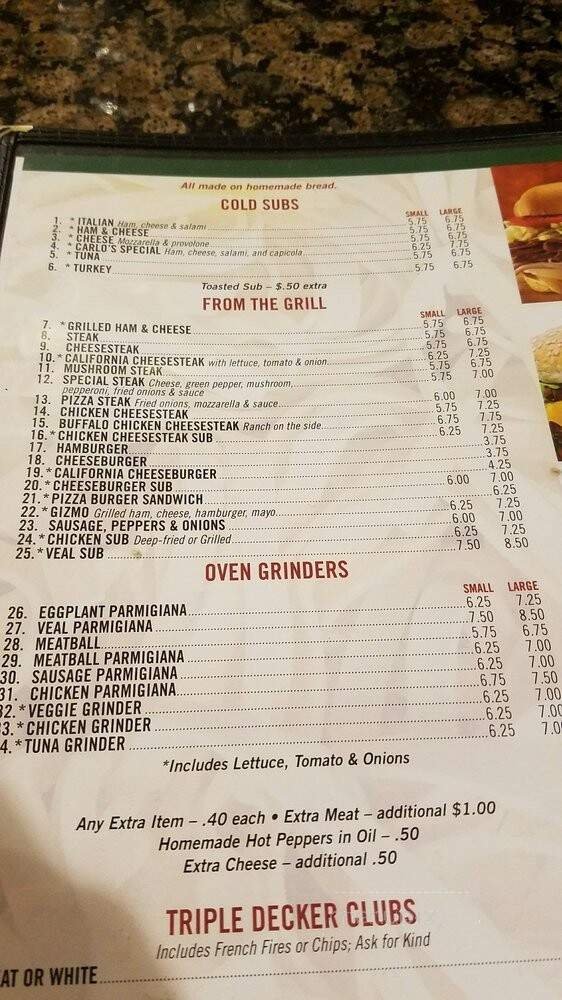 All made on homemade bread.
COLD SUBS
SMALL LARGE
1. * ITALIAN Ham, cheese & salami 5.75 6.75
2. * HAM & CHEESE 5.75 6.75
3. * CHEESE Mozzarella & provolone 5.75 6.75
4. * CARLO'S SPECIAL Ham, cheese, salami, and capicola 6.25 7.75
5. * TUNA 5.75 6.75
6. * TURKEY 5.75 6.75
Toasted Sub – $.50 extra
FROM THE GRILL
SMALL LARGE
7. * GRILLED HAM & CHEESE 5.75 6.75
8. STEAK 5.75 6.75
9. CHEESESTEAK 5.75 6.75
10. * CALIFORNIA CHEESESTEAK with lettuce, tomato & onion 6.25 7.25
11. MUSHROOM STEAK 5.75 6.75
12. SPECIAL STEAK Cheese, green pepper, mushroom, 5.75 7.00
pepperoni, fried onions & sauce
13. PIZZA STEAK Fried onions, mozzarella & sauce 6.00 7.00
14. CHICKEN CHEESESTEAK 5.75 7.25
15. BUFFALO CHICKEN CHEESESTEAK Ranch on the side 6.75 7.75
16. * CHICKEN CHEESESTEAK SUB 6.25 7.25
17. HAMBURGER 3.75
18. CHEESEBURGER 3.75
19. * CALIFORNIA CHEESEBURGER 4.25
20. * CHEESEBURGER SUB 6.00 7.00
21. * PIZZA BURGER SANDWICH 6.25
22. * GIZMO Grilled ham, cheese, hamburger, mayo 6.25 7.25
23. SAUSAGE, PEPPERS & ONIONS 6.00 7.00
24. * CHICKEN SUB Deep-fried or Grilled 6.25 7.25
25. * VEAL SUB 7.50 8.50
OVEN GRINDERS
SMALL LARGE
26. EGGPLANT PARMIGIANA 6.25 7.25
27. VEAL PARMIGIANA 7.50 8.50
28. MEATBALL 5.75 6.75
29. MEATBALL PARMIGIANA 6.25 7.00
30. SAUSAGE PARMIGIANA 6.25 7.00
31. CHICKEN PARMIGIANA 6.75 7.50
32. * VEGGIE GRINDER 6.25 7.00
33. * CHICKEN GRINDER 6.25 7.00
4. * TUNA GRINDER 6.25 7.0
*Includes Lettuce, Tomato & Onions
Any Extra Item – .40 each • Extra Meat – additional $1.00
Homemade Hot Peppers in Oil – .50
Extra Cheese – additional .50
TRIPLE DECKER CLUBS
Includes French Fires or Chips; Ask for Kind
EAT OR WHITE